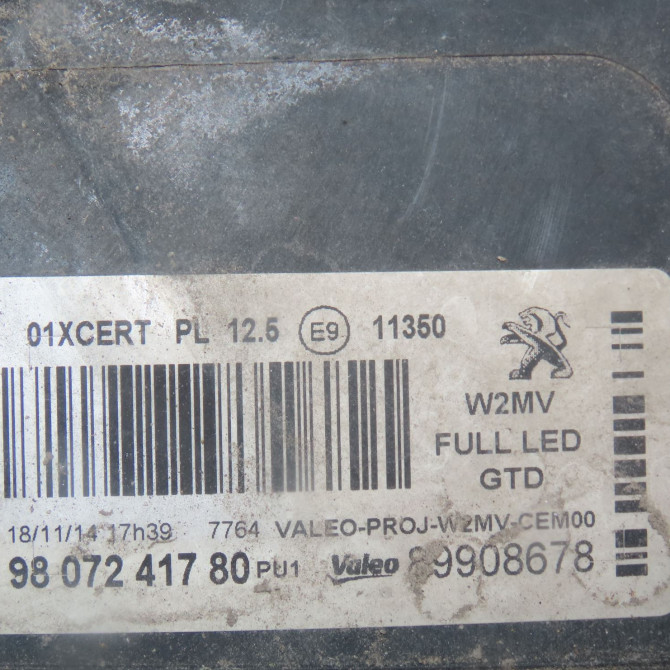 01XCERT PL 12.5 E9 11350
W2MV
FULL LED
GTD
18/11/14 17h39 7764 VALEO-PROJ-W2MV-CEM00
98 072 417 80 PU1 Valeo 89908678